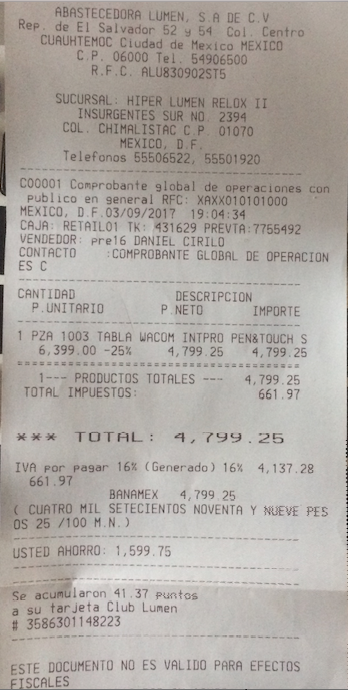 ABASTECEDORA LUMEN, S.A DE C.V
Rep. de El Salvador 52 y 54 Col. Centro
CUAUHTEMOC Ciudad de Mexico MEXICO
C.P. 06000 Tel. 54906500
R.F.C. ALU830902ST5
SUCURSAL: HIPER LUMEN RELOX II
INSURGENTES SUR NO. 2394
COL. CHIMALISTAC C.P. 01070
MEXICO, D.F.
Telefonos 55506522, 55501920
CO0001 Comprobante global de operaciones con
publico en general RFC: XAXX010101000
MEXICO, D.F.03/09/2017 19:04:34
CAJA: RETAIL01 TK: 431629 PREVTA:7755492
VENDEDOR: pre16 DANIEL CIRILO
CONTACTO :COMPROBANTE GLOBAL DE OPERACION
ES C
CANTIDAD DESCRIPCION
P.UNITARIO P.NETO IMPORTE
1 PZA 1003 TABLA WACOM INTPRO PEN&TOUCH S
6,399.00 -25% 4,799.25 4,799.25
1--- PRODUCTOS TOTALES --- 4,799.25
TOTAL IMPUESTOS: 661.97
*** TOTAL: 4,799.25
IVA por pagar 16% (Generado) 16% 4,137.28
661.97
BANAMEX 4,799.25
( CUATRO MIL SETECIENTOS NOVENTA Y NUEVE PES
OS 25 /100 M.N.)
USTED AHORRO: 1,599.75
Se acumularon 41.37 puntos
a su tarjeta Club Lumen
# 3586301148223
ESTE DOCUMENTO NO ES VALIDO PARA EFECTOS
FISCALES